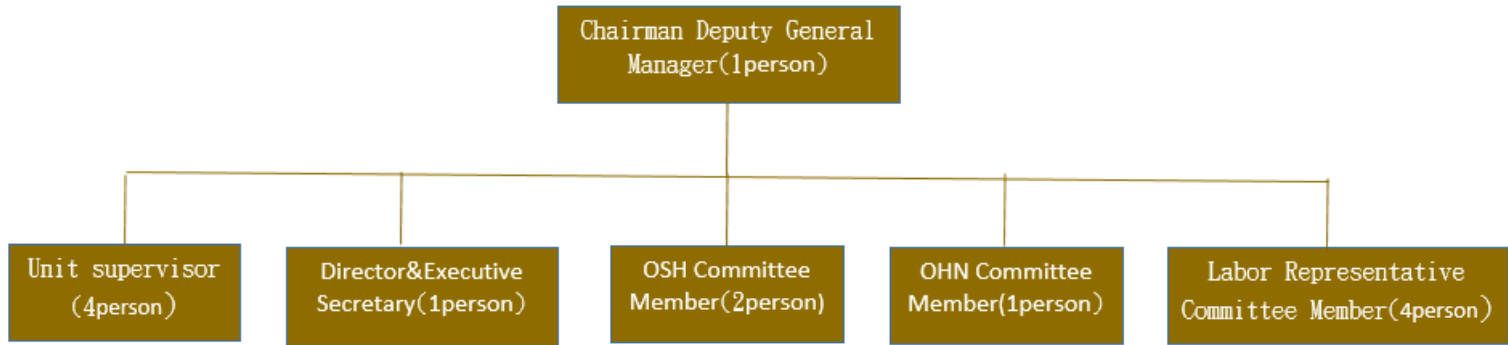 Chairman Deputy General
Manager(1person)
Unit supervisor
(4person)
Director&Executive
Secretary(1person)
OSH Committee
Member(2person)
OHN Committee
Member(1person)
Labor Representative
Committee Member(4person)